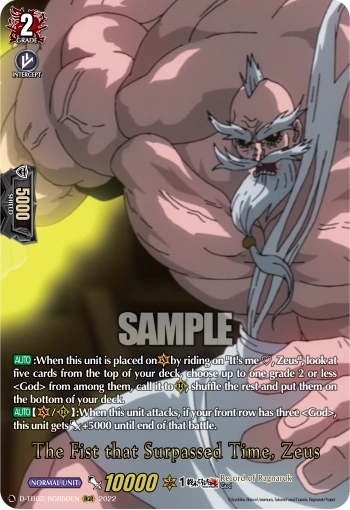 2
GRADE
INTERCEPT
5000
SHIELD
SAMPLE
AUTO :When this unit is placed on by riding on "It's me♡, Zeus", look at
five cards from the top of your deck, choose up to one grade 2 or less
<God> from among them, call it to , shuffle the rest and put them on
the bottom of your deck.
AUTO 【 / 】:When this unit attacks, if your front row has three <God>,
this unit gets +5000 until end of that battle.
The Fist that Surpassed Time, Zeus
NORMAL UNIT
10000
1
Record of Ragnarok
2022